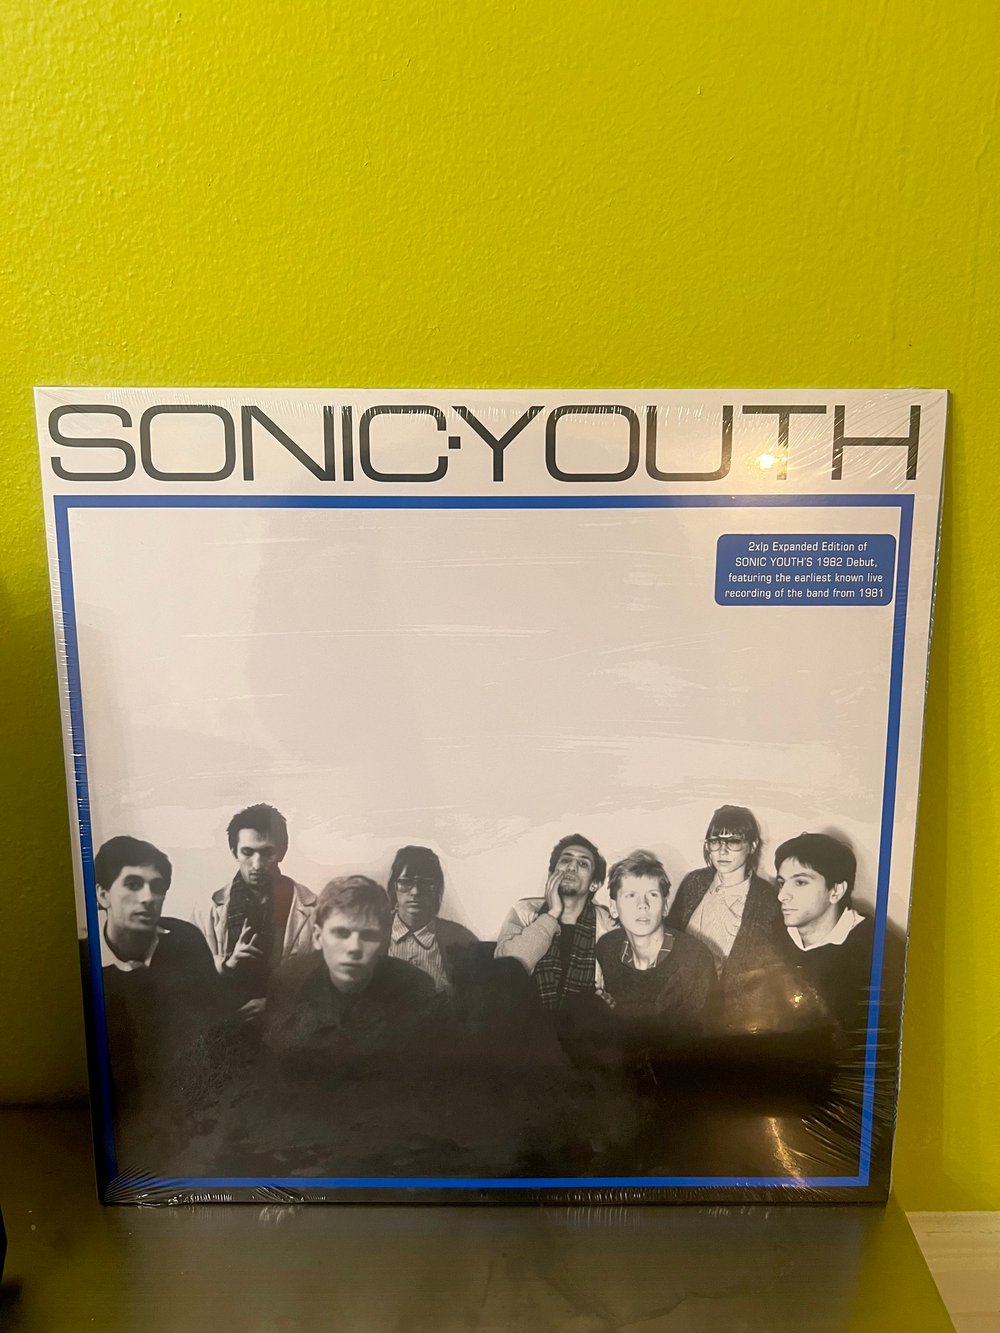 SONIC·YOUTH
2xlp Expanded Edition of
SONIC YOUTH'S 1982 Debut,
featuring the earliest known live
recording of the band from 1981